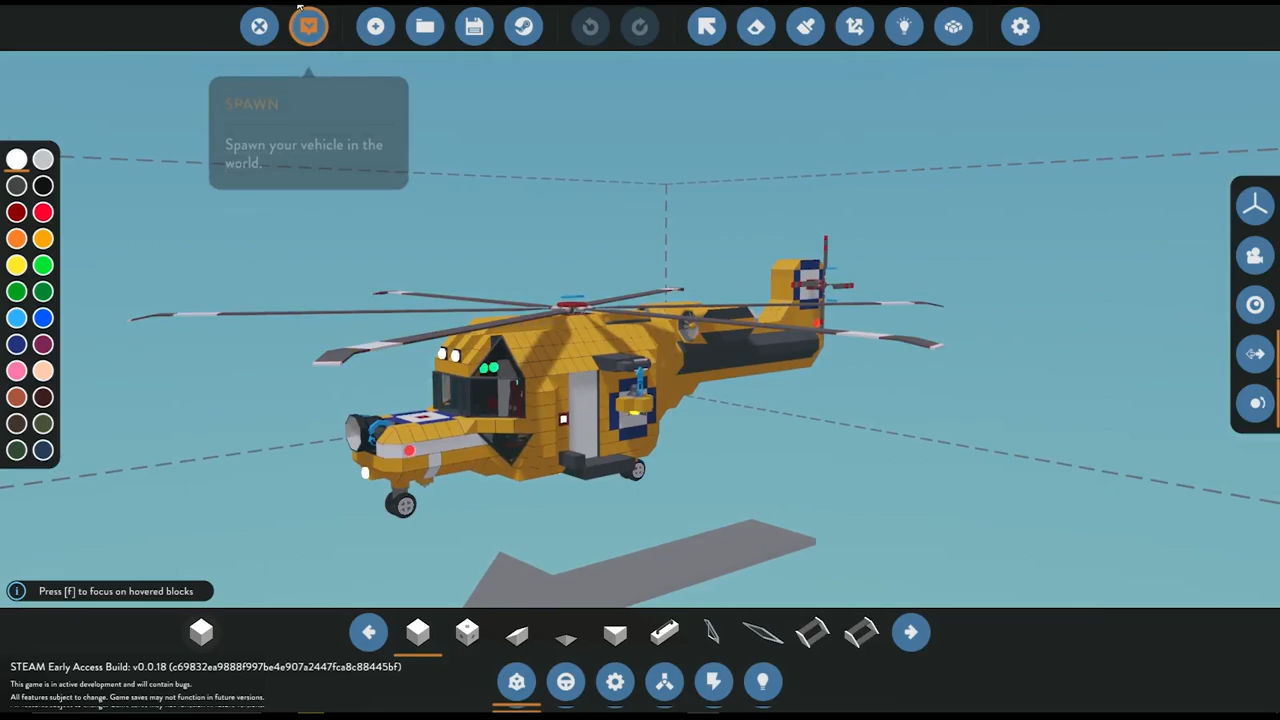 SPAWN
Spawn your vehicle in the
world.
Press [f] to focus on hovered blocks
STEAM Early Access Build: v0.0.18 (c69832ea9888f997be4e907a2447fca8c88445bf)
This game is in active development and will contain bugs.
All features subject to change. Game saves may not function in future versions.